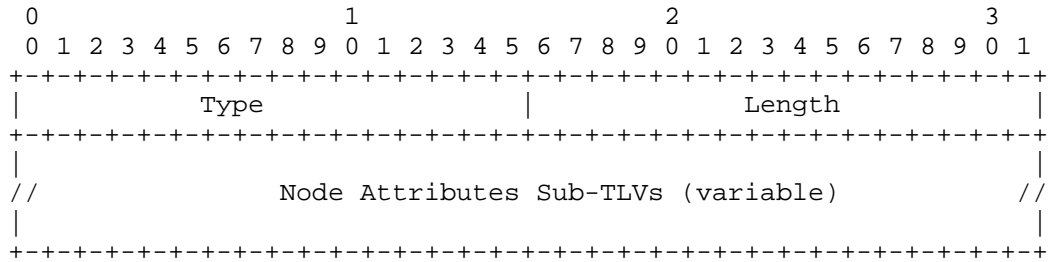 0                   1                   2                   3
 0 1 2 3 4 5 6 7 8 9 0 1 2 3 4 5 6 7 8 9 0 1 2 3 4 5 6 7 8 9 0 1
+-+-+-+-+-+-+-+-+-+-+-+-+-+-+-+-+-+-+-+-+-+-+-+-+-+-+-+-+-+-+-+-+
|           Type                |             Length            |
+-+-+-+-+-+-+-+-+-+-+-+-+-+-+-+-+-+-+-+-+-+-+-+-+-+-+-+-+-+-+-+-+
|                                                               |
//               Node Attributes Sub-TLVs (variable)           //
|                                                               |
+-+-+-+-+-+-+-+-+-+-+-+-+-+-+-+-+-+-+-+-+-+-+-+-+-+-+-+-+-+-+-+-+